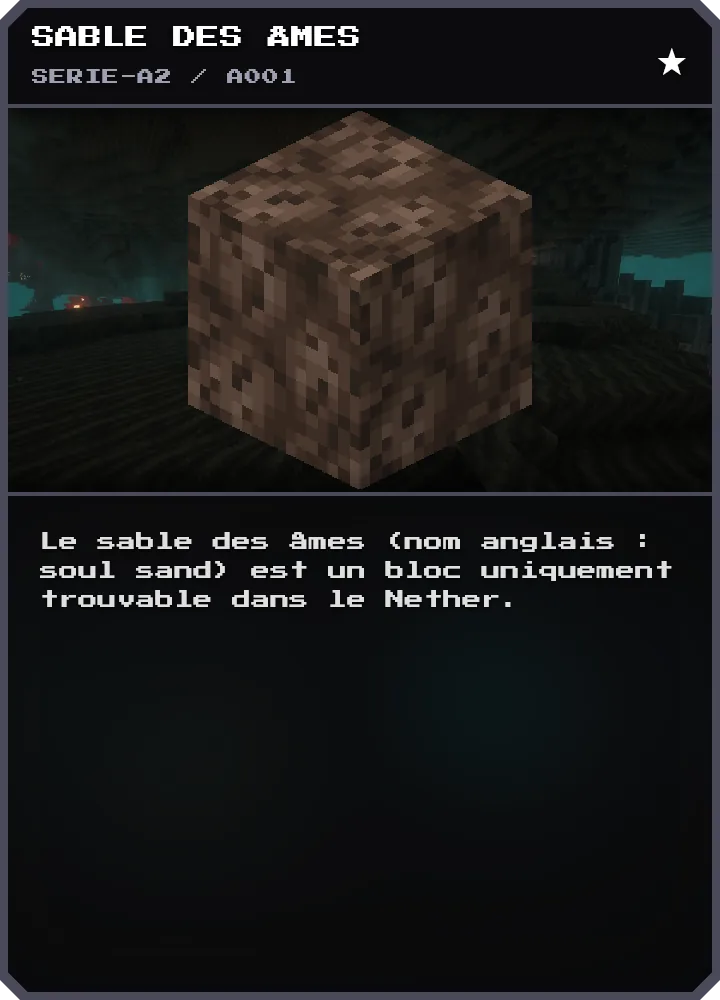 SABLE DES ÂMES
SERIE-A2 / A001
Le sable des âmes (nom anglais :
soul sand) est un bloc uniquement
trouvable dans le Nether.